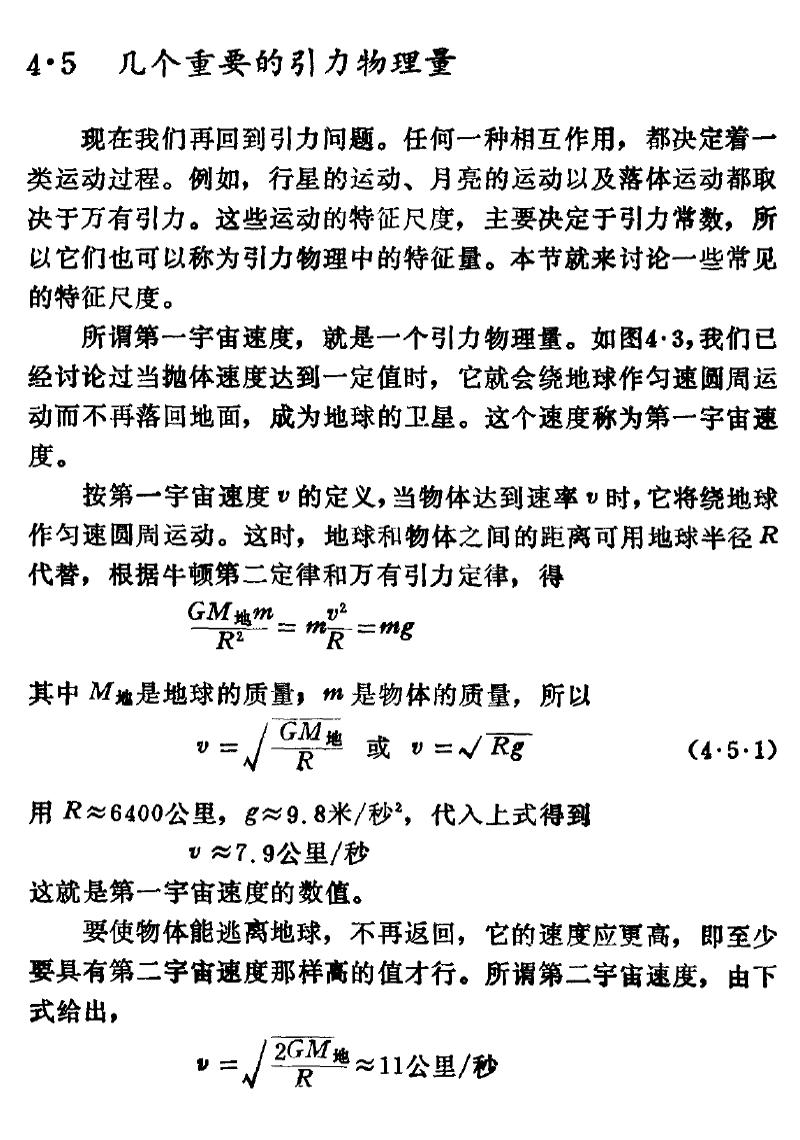 4·5 几个重要的引力物理量
现在我们再回到引力问题。任何一种相互作用，都决定着一
类运动过程。例如，行星的运动、月亮的运动以及落体运动都取
决于万有引力。这些运动的特征尺度，主要决定于引力常数，所
以它们也可以称为引力物理中的特征量。本节就来讨论一些常见
的特征尺度。
所谓第一宇宙速度，就是一个引力物理量。如图4·3，我们已
经讨论过当抛体速度达到一定值时，它就会绕地球作匀速圆周运
动而不再落回地面，成为地球的卫星。这个速度称为第一宇宙速
度。
按第一宇宙速度 v 的定义，当物体达到速率 v 时，它将绕地球
作匀速圆周运动。这时，地球和物体之间的距离可用地球半径 R
代替，根据牛顿第二定律和万有引力定律，得
GM地m/R² = m v²/R = mg
其中 M地是地球的质量；m 是物体的质量，所以
v = √(GM地/R) 或 v = √Rg (4·5·1)
用 R≈6400公里，g≈9.8米/秒²，代入上式得到
v ≈7.9公里/秒
这就是第一宇宙速度的数值。
要使物体能逃离地球，不再返回，它的速度应更高，即至少
要具有第二宇宙速度那样高的值才行。所谓第二宇宙速度，由下
式给出，
v = √(2GM地/R) ≈11公里/秒